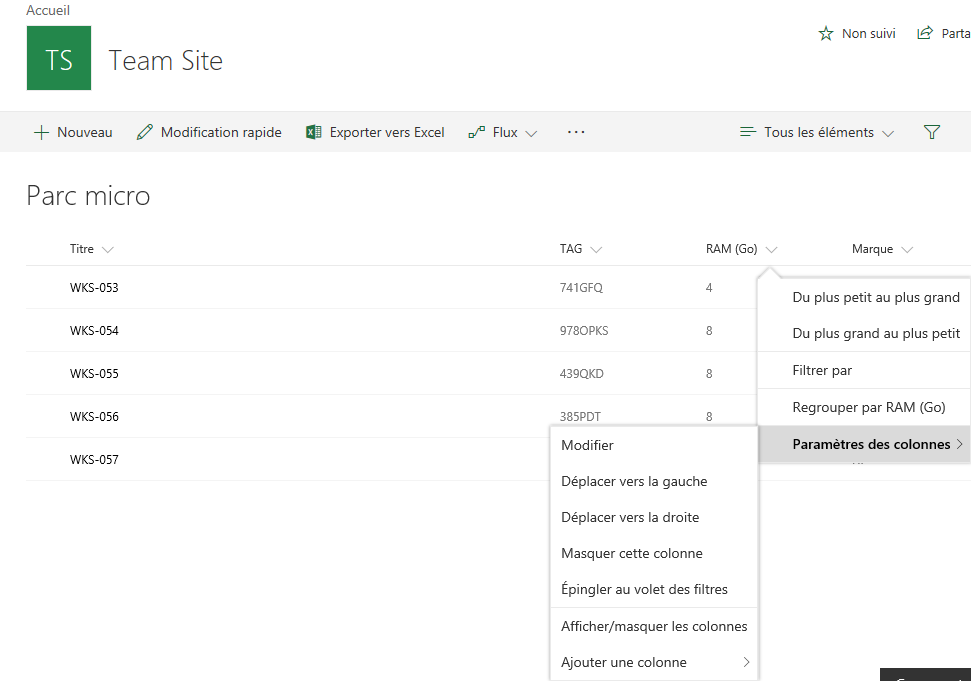 Accueil
TS
Team Site
Non suivi
Parta
Nouveau
Modification rapide
Exporter vers Excel
Flux
Tous les éléments
Parc micro
Titre
TAG
RAM (Go)
Marque
WKS-053
741GFQ
4
WKS-054
978OPKS
8
WKS-055
439QKD
8
WKS-056
385PDT
8
WKS-057
Du plus petit au plus grand
Du plus grand au plus petit
Filtrer par
Regrouper par RAM (Go)
Paramètres des colonnes
Modifier
Déplacer vers la gauche
Déplacer vers la droite
Masquer cette colonne
Épingler au volet des filtres
Afficher/masquer les colonnes
Ajouter une colonne